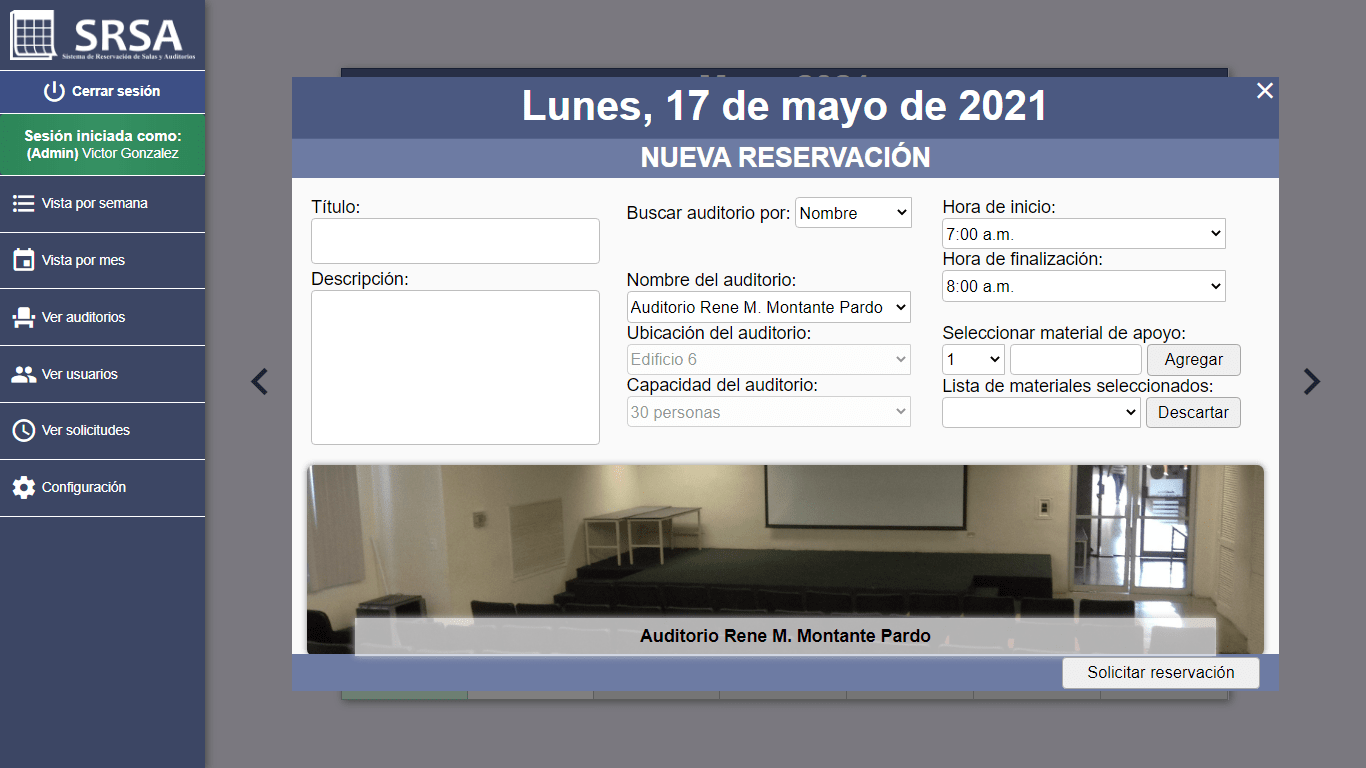 SRSA
Sistema de Reservación de Salas y Auditorios
Cerrar sesión
Sesión iniciada como:
(Admin) Victor Gonzalez
Vista por semana
Vista por mes
Ver auditorios
Ver usuarios
Ver solicitudes
Configuración
Lunes, 17 de mayo de 2021
NUEVA RESERVACIÓN
Título:
Descripción:
Buscar auditorio por: Nombre
Nombre del auditorio:
Auditorio Rene M. Montante Pardo
Ubicación del auditorio:
Edificio 6
Capacidad del auditorio:
30 personas
Hora de inicio:
7:00 a.m.
Hora de finalización:
8:00 a.m.
Seleccionar material de apoyo:
1 Agregar
Lista de materiales seleccionados:
Descartar
Auditorio Rene M. Montante Pardo
Solicitar reservación